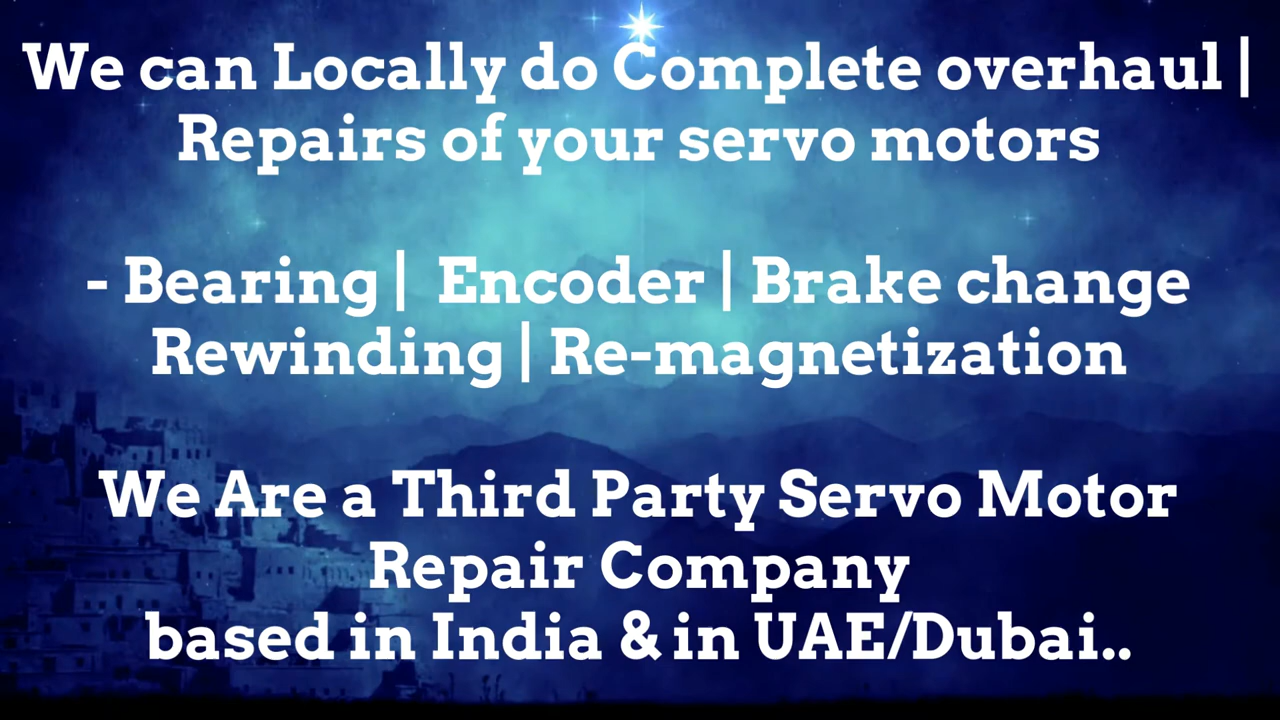 We can Locally do Complete overhaul |
Repairs of your servo motors
- Bearing | Encoder | Brake change
Rewinding | Re-magnetization
We Are a Third Party Servo Motor
Repair Company
based in India & in UAE/Dubai..